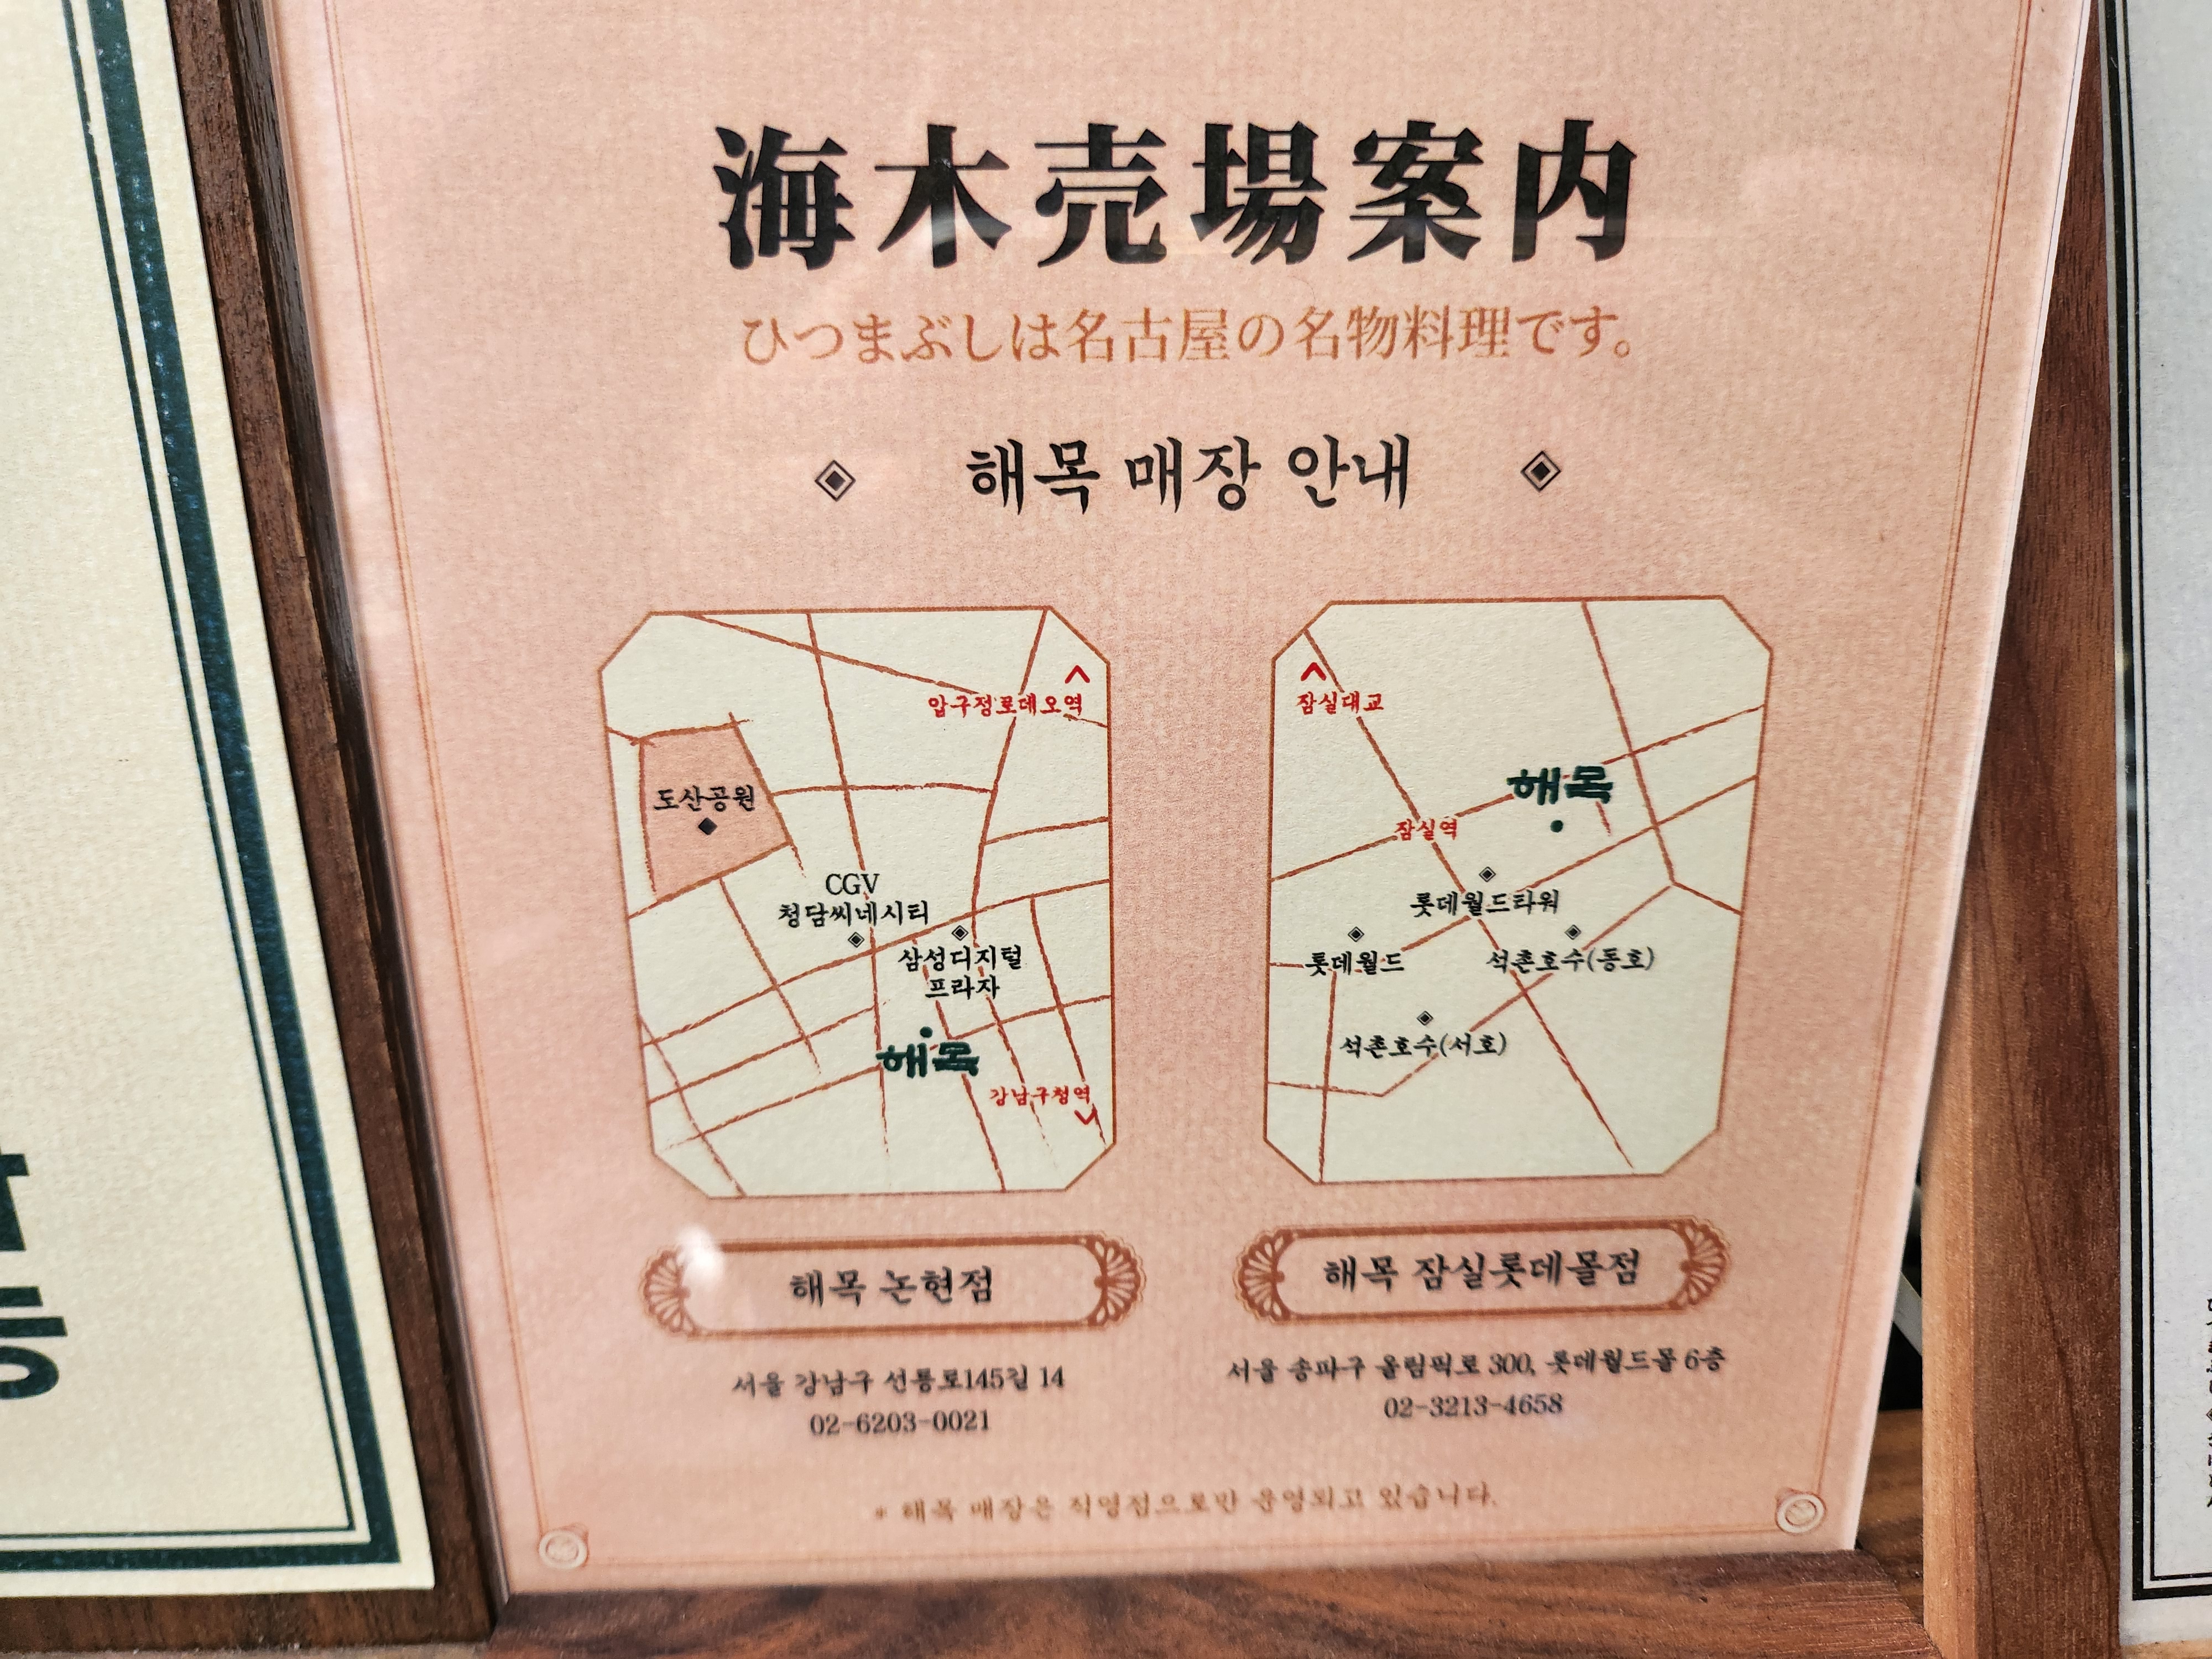 海木売場案内
ひつまぶしは名古屋の名物料理です。
해목 매장 안내
압구정로데오역
도산공원
CGV
청담씨네시티
삼성디지털
프라자
해목
강남구청역
잠실대교
해목
잠실역
롯데월드타워
롯데월드
석촌호수(동호)
석촌호수(서호)
해목 논현점
서울 강남구 선릉로145길 14
02-6203-0021
해목 잠실롯데몰점
서울 송파구 올림픽로 300, 롯데월드몰 6층
02-3213-4658
* 해목 매장은 직영점으로만 운영되고 있습니다.